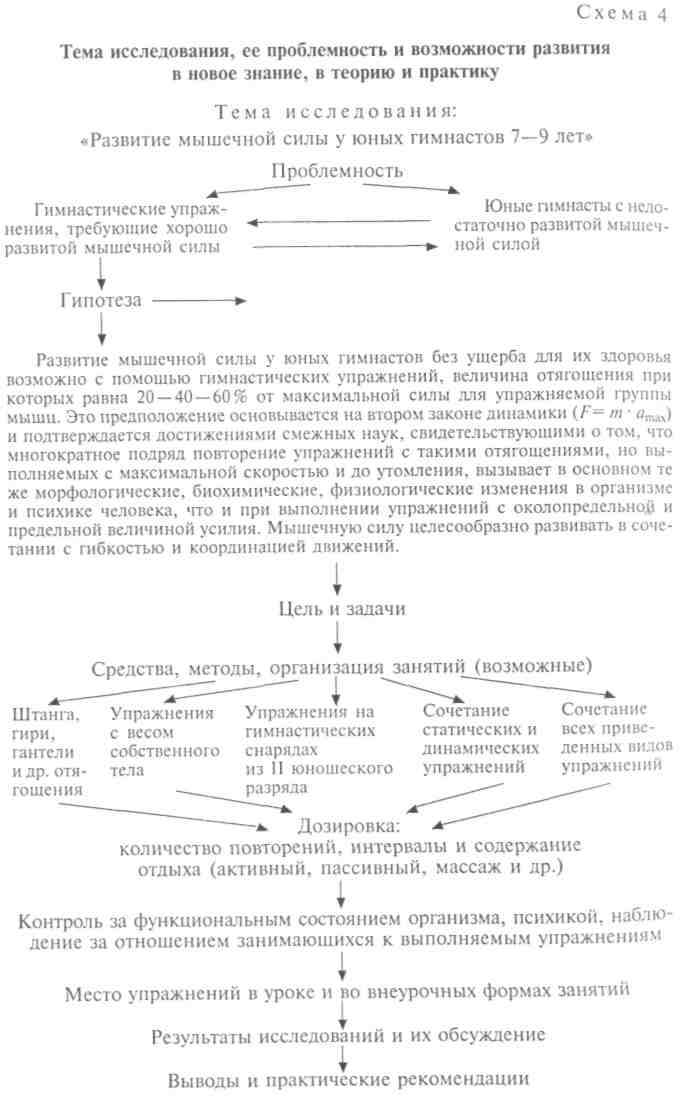 Схема 4
Тема исследования, ее проблемность и возможности развития
в новое знание, в теорию и практику
Тема исследования:
«Развитие мышечной силы у юных гимнастов 7—9 лет»
Проблемность
Гимнастические упраж-
нения, требующие хорошо
развитой мышечной силы
Юные гимнасты с недо-
статочно развитой мышеч-
ной силой
Гипотеза
Развитие мышечной силы у юных гимнастов без ущерба для их здоровья
возможно с помощью гимнастических упражнений, величина отягощения при
которых равна 20—40—60% от максимальной силы для упражняемой группы
мышц. Это предположение основывается на втором законе динамики (F= m · amax)
и подтверждается достижениями смежных наук, свидетельствующими о том, что
многократное подряд повторение упражнений с такими отягощениями, но вы-
полняемых с максимальной скоростью и до утомления, вызывает в основном те
же морфологические, биохимические, физиологические изменения в организме
и психике человека, что и при выполнении упражнений с околопредельной и
предельной величиной усилия. Мышечную силу целесообразно развивать в соче-
тании с гибкостью и координацией движений.
Цель и задачи
Средства, методы, организация занятий (возможные)
Штанга,
гири,
гантели
и др. отя-
гощения
Упражнения
с весом
собственного
тела
Упражнения на
гимнастических
снарядах
из II юношеского
разряда
Сочетание
статических и
динамических
упражнений
Сочетание
всех приве-
денных видов
упражнений
Дозировка:
количество повторений, интервалы и содержание
отдыха (активный, пассивный, массаж и др.)
Контроль за функциональным состоянием организма, психикой, наблю-
дение за отношением занимающихся к выполняемым упражнениям
Место упражнений в уроке и во внеурочных формах занятий
Результаты исследований и их обсуждение
Выводы и практические рекомендации